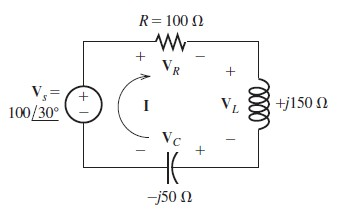 R = 100 Ω
+ V_R −
V_s =
100/30°
+
−
I
+
V_L
−
+j150 Ω
− V_C +
−j50 Ω